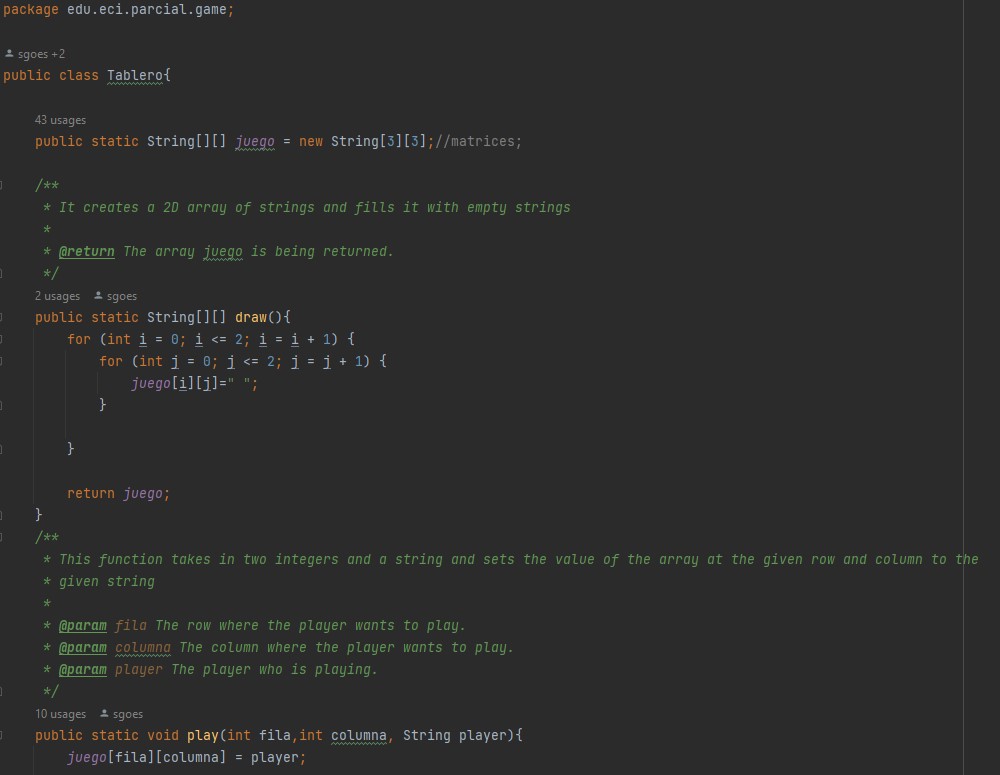 package edu.eci.parcial.game;
sgoes +2
public class Tablero{
43 usages
public static String[][] juego = new String[3][3];//matrices;
/**
* It creates a 2D array of strings and fills it with empty strings
*
* @return The array juego is being returned.
*/
2 usages sgoes
public static String[][] draw(){
for (int i = 0; i <= 2; i = i + 1) {
for (int j = 0; j <= 2; j = j + 1) {
juego[i][j]=" ";
}
}
return juego;
}
/**
* This function takes in two integers and a string and sets the value of the array at the given row and column to the
* given string
*
* @param fila The row where the player wants to play.
* @param columna The column where the player wants to play.
* @param player The player who is playing.
*/
10 usages sgoes
public static void play(int fila,int columna, String player){
juego[fila][columna] = player;